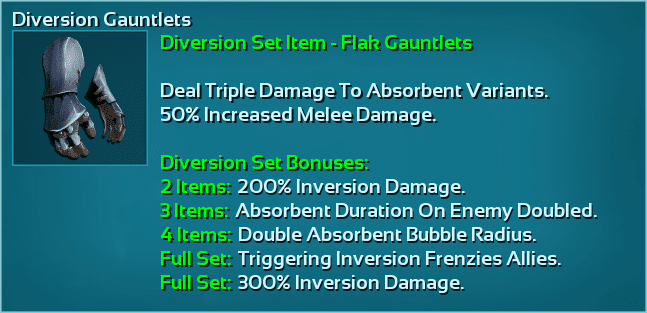 Diversion Gauntlets
Diversion Set Item - Flak Gauntlets
Deal Triple Damage To Absorbent Variants.
50% Increased Melee Damage.
Diversion Set Bonuses:
2 Items: 200% Inversion Damage.
3 Items: Absorbent Duration On Enemy Doubled.
4 Items: Double Absorbent Bubble Radius.
Full Set: Triggering Inversion Frenzies Allies.
Full Set: 300% Inversion Damage.